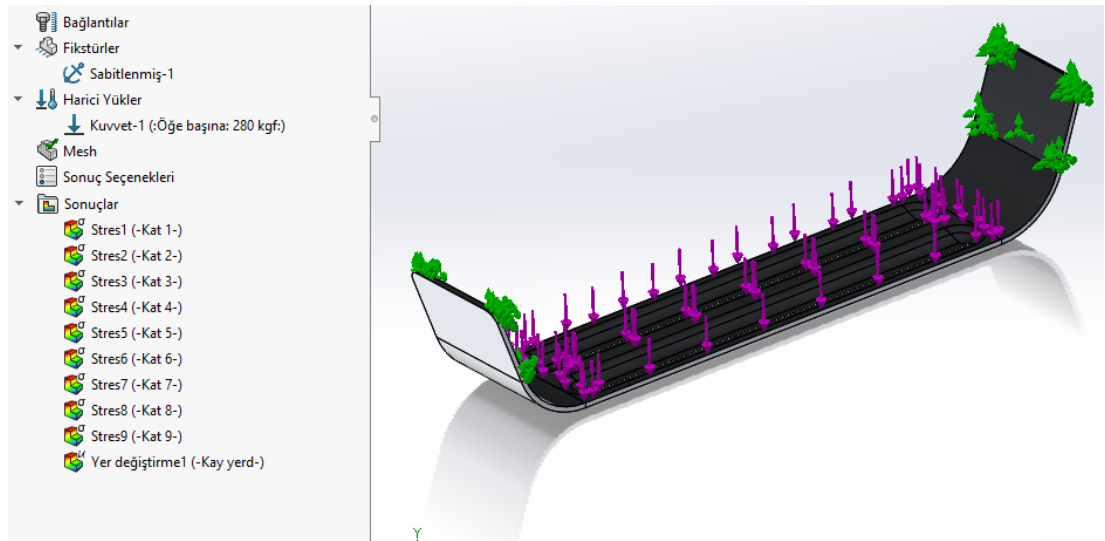 Bağlantılar
Fikstürler
Sabitlenmiş-1
Harici Yükler
Kuvvet-1 (:Öğe başına: 280 kgf:)
Mesh
Sonuç Seçenekleri
Sonuçlar
Stres1 (-Kat 1-)
Stres2 (-Kat 2-)
Stres3 (-Kat 3-)
Stres4 (-Kat 4-)
Stres5 (-Kat 5-)
Stres6 (-Kat 6-)
Stres7 (-Kat 7-)
Stres8 (-Kat 8-)
Stres9 (-Kat 9-)
Yer değiştirme1 (-Kay yerd-)
Y